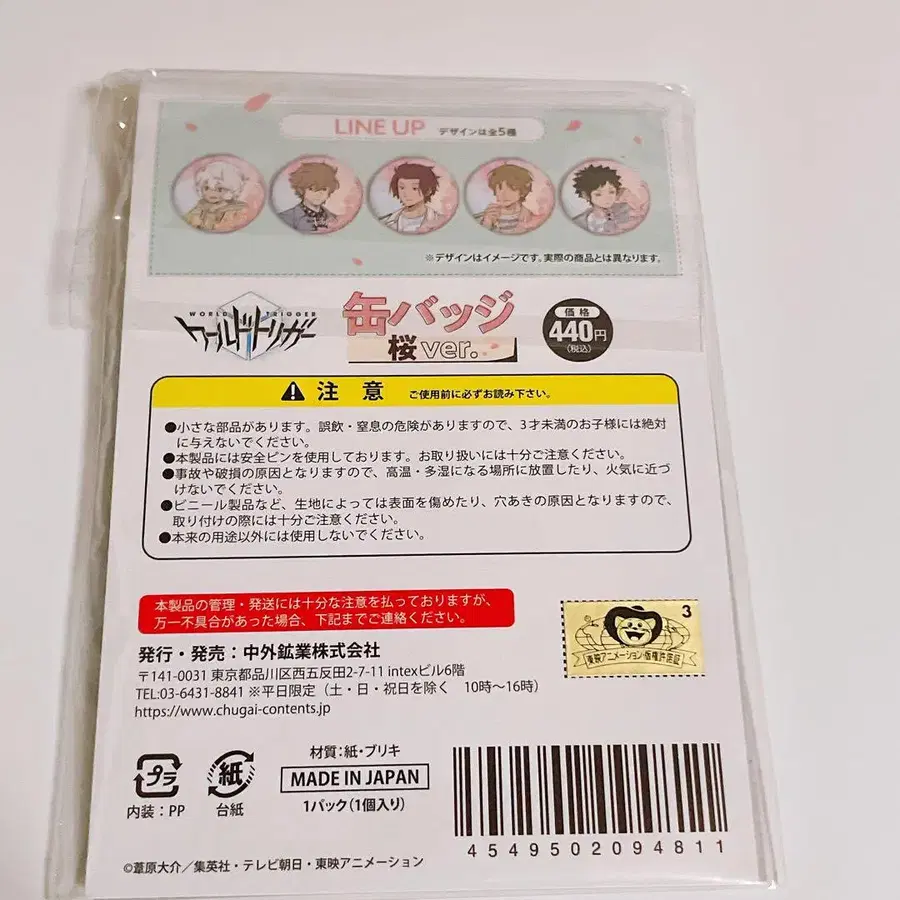 LINE UP デザインは全5種
※デザインはイメージです。実際の商品とは異なります。
WORLD TRIGGER
ワールドトリガー
缶バッジ
桜 ver.
価格
440円
(税込)
注意 ご使用前に必ずお読み下さい。
●小さな部品があります。誤飲・窒息の危険がありますので、3才未満のお子様には絶対
に与えないでください。
●本製品には安全ピンを使用しております。お取り扱いには十分ご注意ください。
●事故や破損の原因となりますので、高温・多湿になる場所に放置したり、火気に近づ
けないでください。
●ビニール製品など、生地によっては表面を傷めたり、穴あきの原因となりますので、
取り付けの際には十分ご注意ください。
●本来の用途以外には使用しないでください。
本製品の管理・発送には十分な注意を払っておりますが、
万一不具合があった場合、下記までご連絡ください。
3
東映アニメーション・版権許諾証
発行・発売：中外鉱業株式会社
〒141-0031 東京都品川区西五反田2-7-11 intexビル6階
TEL:03-6431-8841 ※平日限定（土・日・祝日を除く 10時〜16時）
https://www.chugai-contents.jp
プラ
内装：PP
紙
台紙
材質：紙・ブリキ
MADE IN JAPAN
1パック（1個入り）
4549502094811
©葦原大介／集英社・テレビ朝日・東映アニメーション